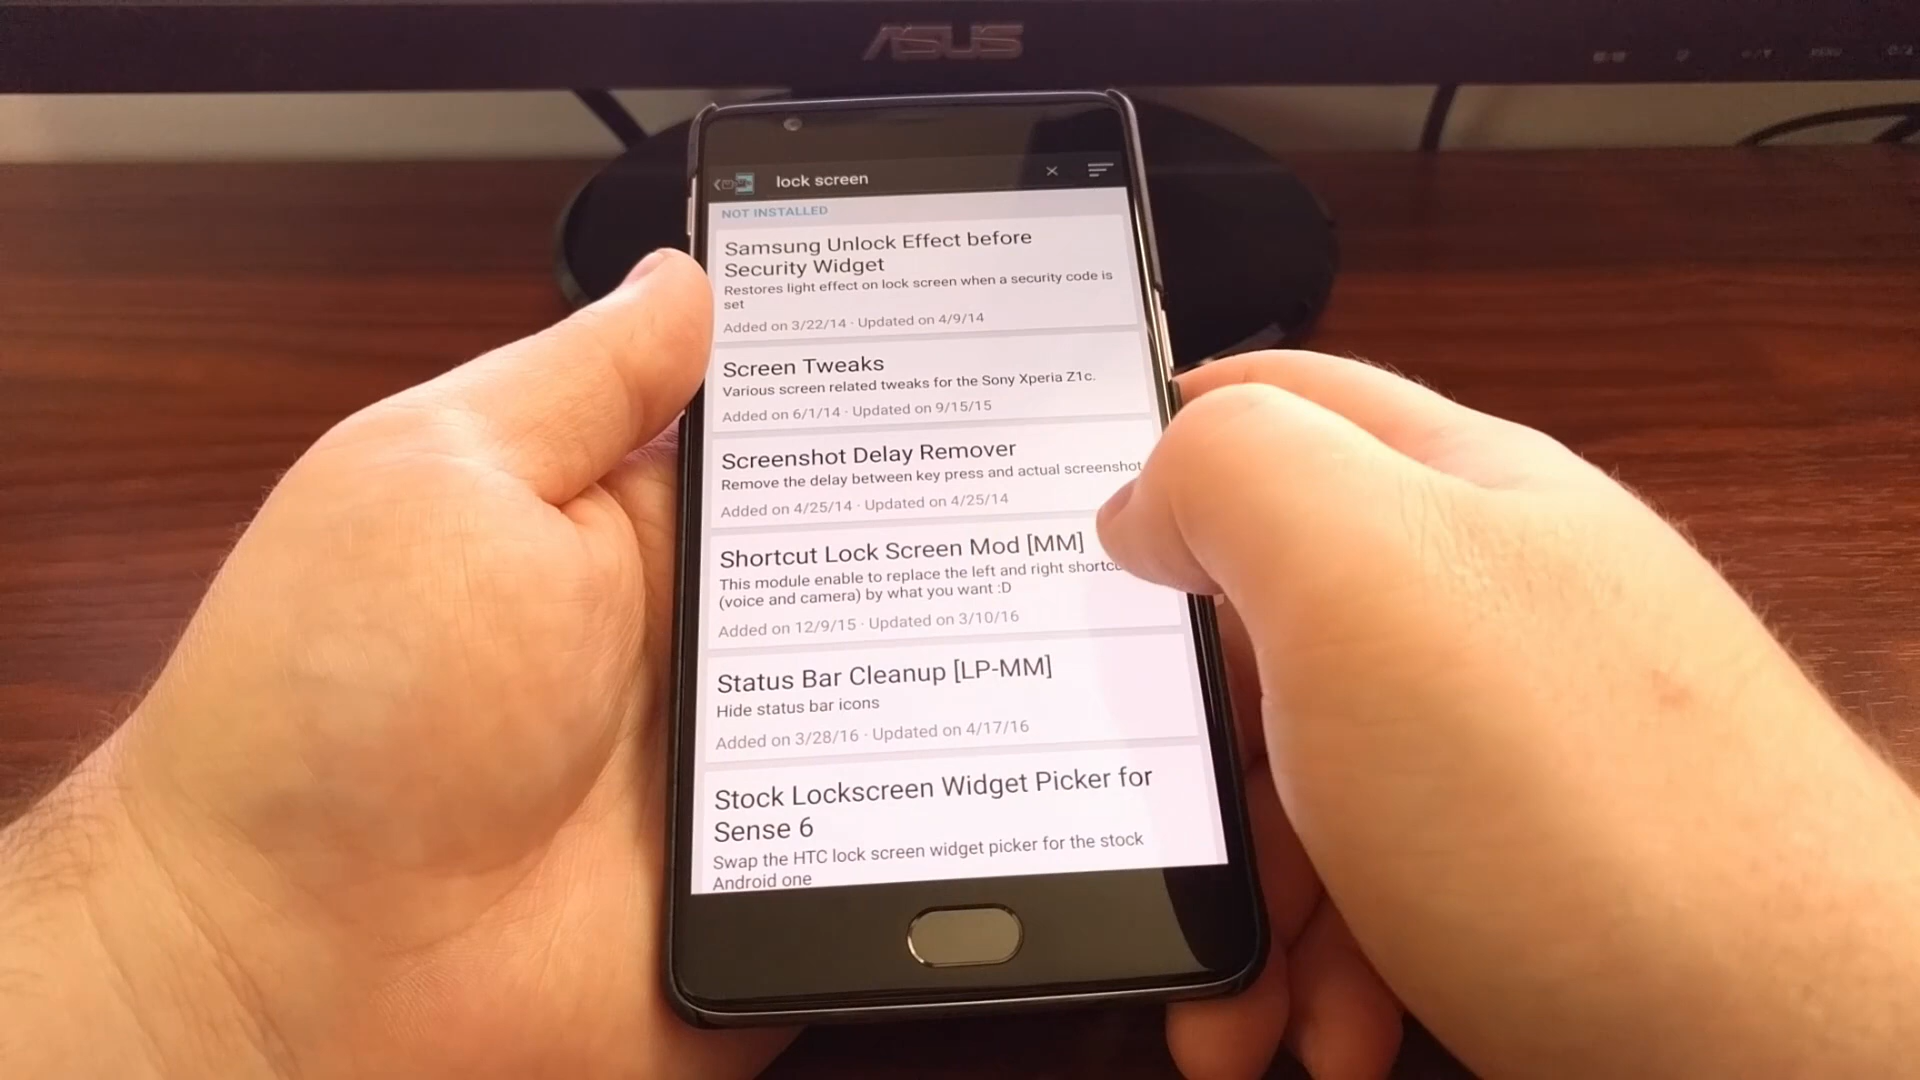 ASUS
lock screen
NOT INSTALLED
Samsung Unlock Effect before
Security Widget
Restores light effect on lock screen when a security code is
set
Added on 3/22/14 · Updated on 4/9/14
Screen Tweaks
Various screen related tweaks for the Sony Xperia Z1c.
Added on 6/1/14 · Updated on 9/15/15
Screenshot Delay Remover
Remove the delay between key press and actual screenshot
Added on 4/25/14 · Updated on 4/25/14
Shortcut Lock Screen Mod [MM]
This module enable to replace the left and right
(voice and camera) by what you want :D
Added on 12/9/15 · Updated on 3/10/16
Status Bar Cleanup [LP-MM]
Hide status bar icons
Added on 3/28/16 · Updated on 4/17/16
Stock Lockscreen Widget Picker for
Sense 6
Swap the HTC lock screen widget picker for the stock
Android one